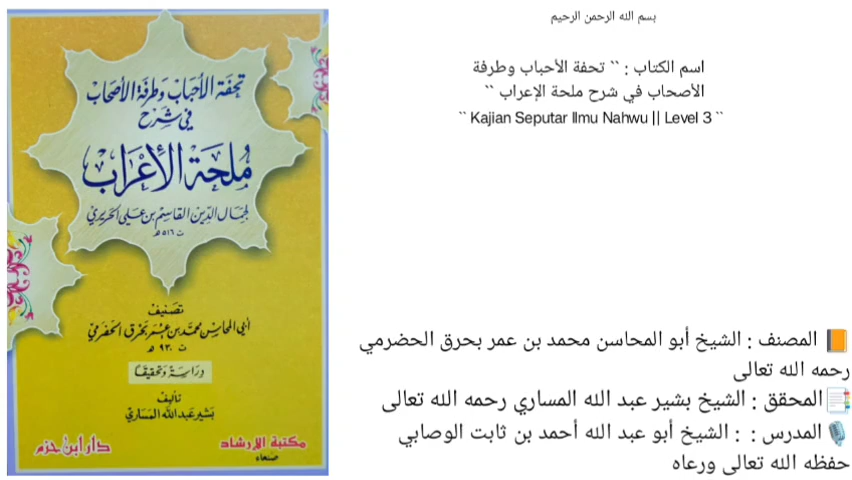 بسم الله الرحمن الرحيم
اسم الكتاب : `` تحفة الأحباب وطرفة
الأصحاب في شرح ملحة الإعراب ``
`` Kajian Seputar Ilmu Nahwu || Level 3 ``
تحفة الأحباب وطرفة الأصحاب
في شرح
ملحة الإعراب
لجمال الدين القاسم بن علي الحريري
ت ٥١٦ هـ
تصنيف
أبي المحاسن محمد بن عمر بحرق الحضرمي
ت ٩٣٠ هـ
دراسة وتحقيقا
تأليف
بشير عبد الله المساري
مكتبة الإرشاد
صنعاء
دار ابن حزم
📙 المصنف : الشيخ أبو المحاسن محمد بن عمر بحرق الحضرمي
رحمه الله تعالى
📑المحقق : الشيخ بشير عبد الله المساري رحمه الله تعالى
🎙️المدرس : : الشيخ أبو عبد الله أحمد بن ثابت الوصابي
حفظه الله تعالى ورعاه